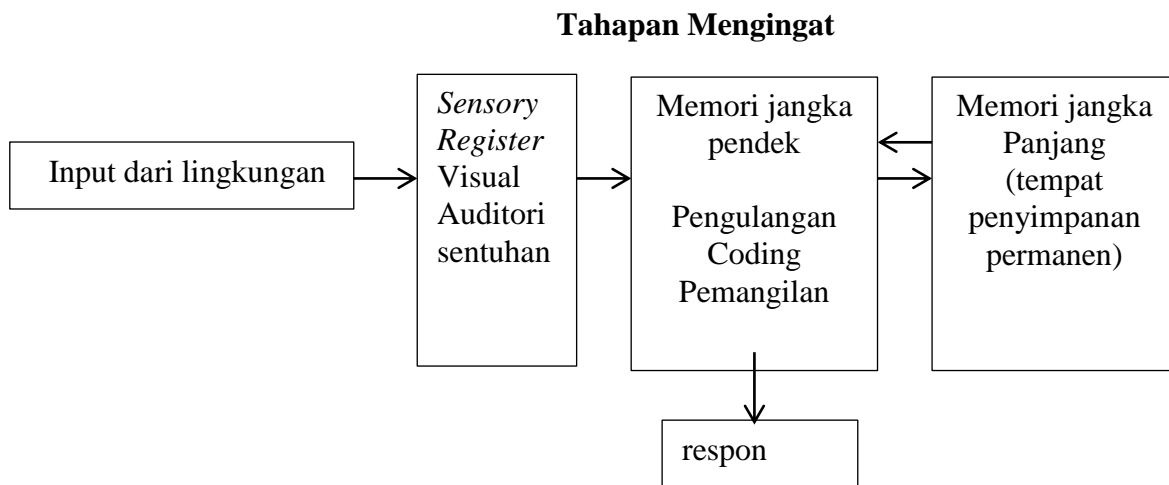 Tahapan Mengingat
Input dari lingkungan
Sensory
Register
Visual
Auditori
sentuhan
Memori jangka
pendek
Pengulangan
Coding
Pemangilan
Memori jangka
Panjang
(tempat
penyimpanan
permanen)
respon